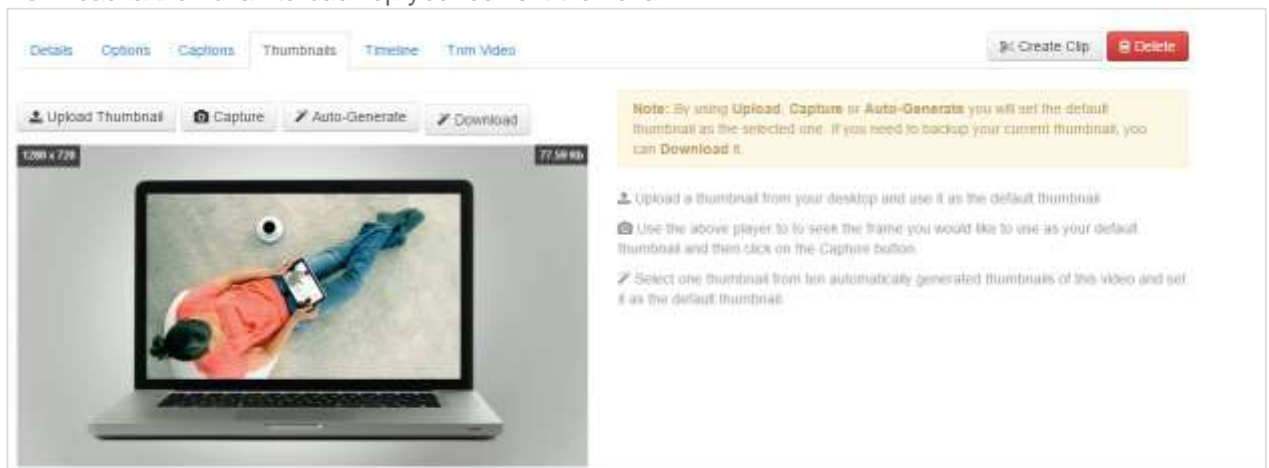 Details Options Captions Thumbnails Timeline Trim Video
Create Clip Delete
Upload Thumbnail Capture Auto-Generate Download
1280 x 720 77.59 Kb
Note: By using Upload, Capture or Auto-Generate you will set the default
thumbnail as the selected one. If you need to backup your current thumbnail, you
can Download it.
Upload a thumbnail from your desktop and use it as the default thumbnail
Use the above player to to seek the frame you would like to use as your default
thumbnail and then click on the Capture button.
Select one thumbnail from ten automatically generated thumbnails of this video and set
it as the default thumbnail.